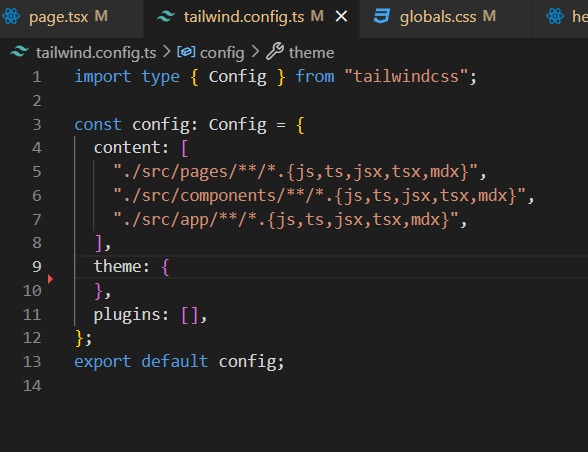 page.tsx M tailwind.config.ts M globals.css M he
tailwind.config.ts > config > theme
1 import type { Config } from "tailwindcss";
2
3 const config: Config = {
4 content: [
5 "./src/pages/**/*.{js,ts,jsx,tsx,mdx}",
6 "./src/components/**/*.{js,ts,jsx,tsx,mdx}",
7 "./src/app/**/*.{js,ts,jsx,tsx,mdx}",
8 ],
9 theme: {
10 },
11 plugins: [],
12 };
13 export default config;
14